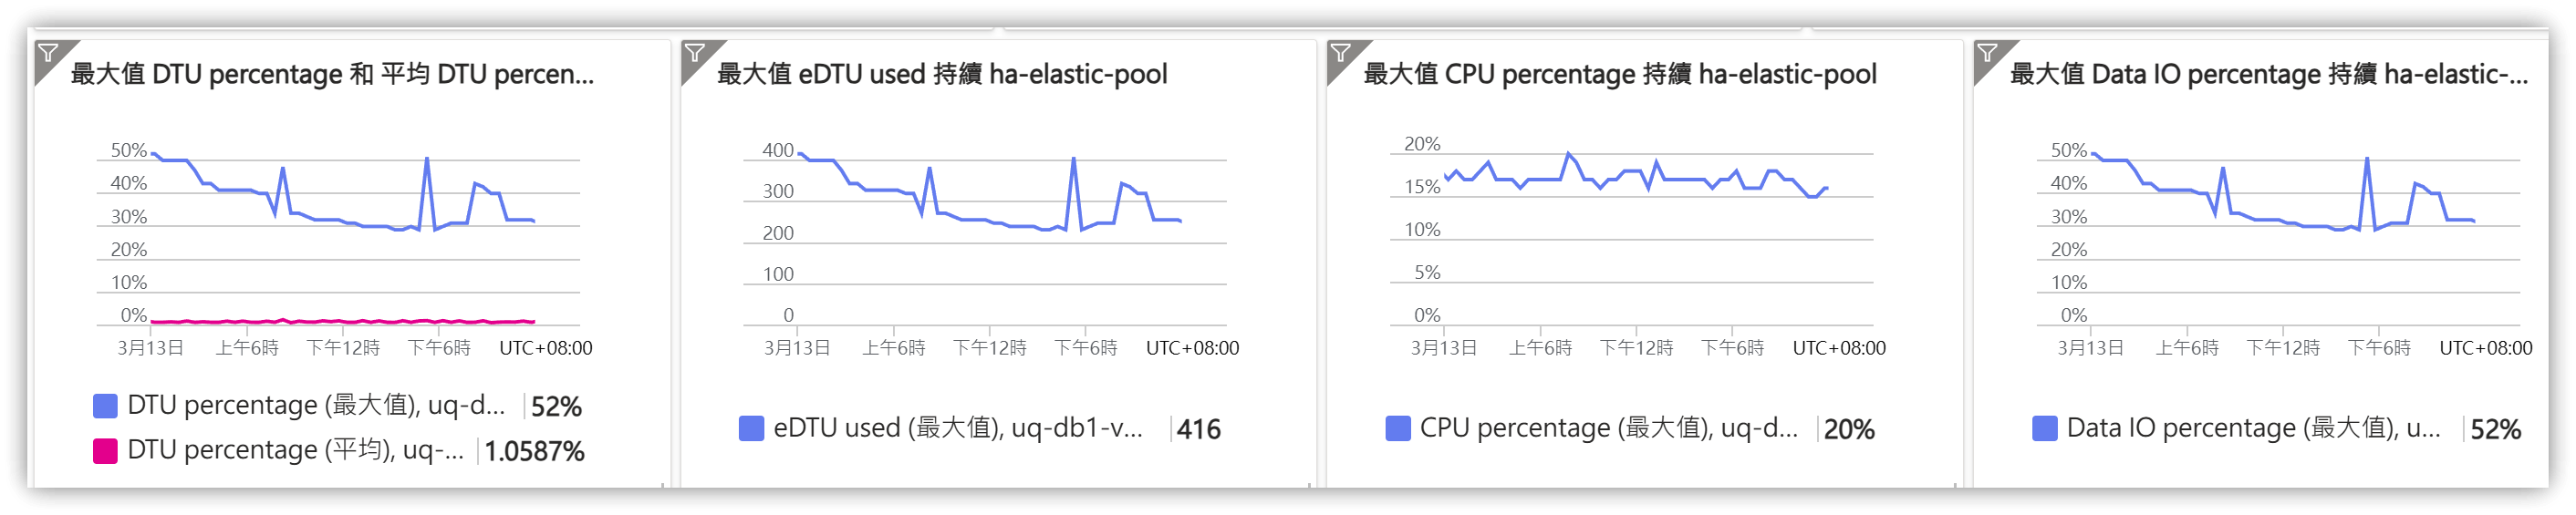 最大值 DTU percentage 和 平均 DTU percen...
50%
40%
30%
20%
10%
0%
3月13日 上午6時 下午12時 下午6時 UTC+08:00
DTU percentage (最大值), uq-d... 52%
DTU percentage (平均), uq-... 1.0587%
最大值 eDTU used 持續 ha-elastic-pool
400
300
200
100
0
3月13日 上午6時 下午12時 下午6時 UTC+08:00
eDTU used (最大值), uq-db1-v... 416
最大值 CPU percentage 持續 ha-elastic-pool
20%
15%
10%
5%
0%
3月13日 上午6時 下午12時 下午6時 UTC+08:00
CPU percentage (最大值), uq-d... 20%
最大值 Data IO percentage 持續 ha-elastic-...
50%
40%
30%
20%
10%
0%
3月13日 上午6時 下午12時 下午6時 UTC+08:00
Data IO percentage (最大值), u... 52%